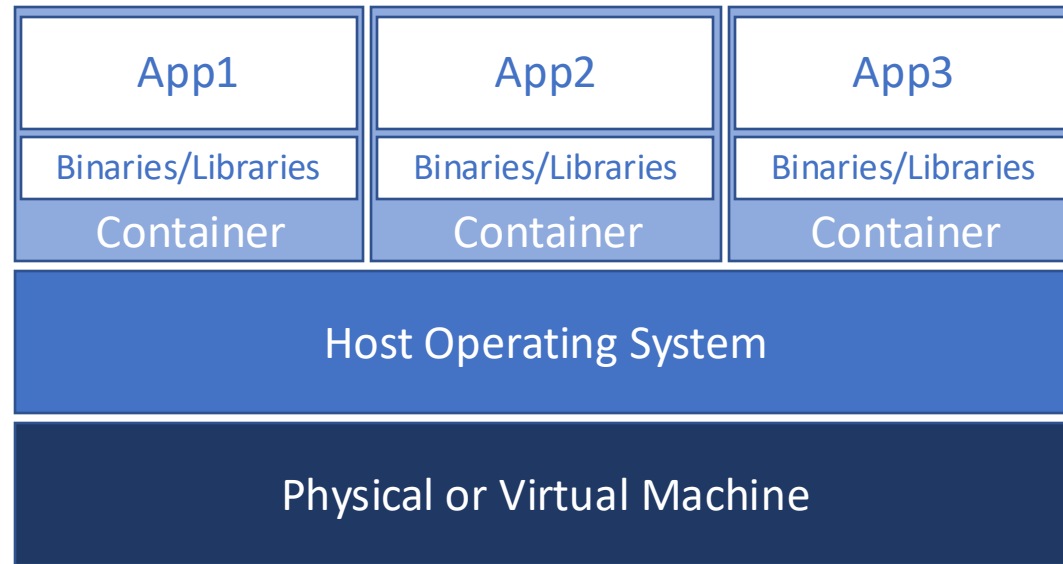 App1
App2
App3
Binaries/Libraries
Binaries/Libraries
Binaries/Libraries
Container
Container
Container
Host Operating System
Physical or Virtual Machine